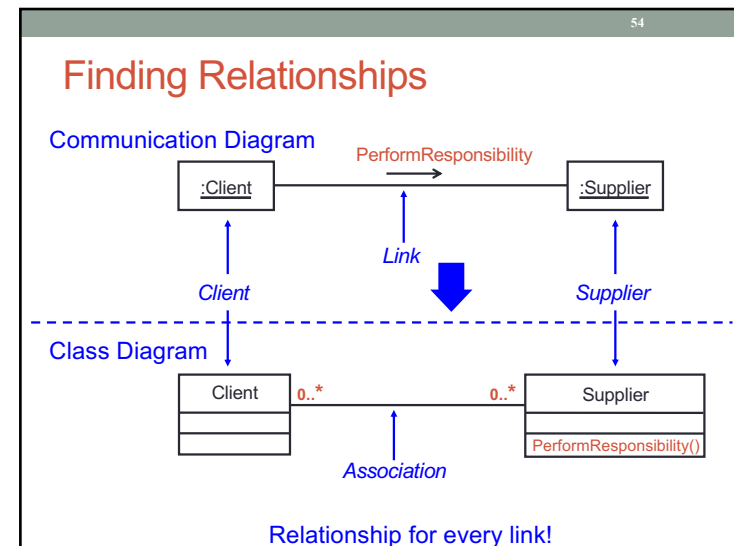 54
Finding Relationships
Communication Diagram
PerformResponsibility
:Client
:Supplier
Link
Client
Supplier
Class Diagram
Client
0..*
0..*
Supplier
PerformResponsibility()
Association
Relationship for every link!